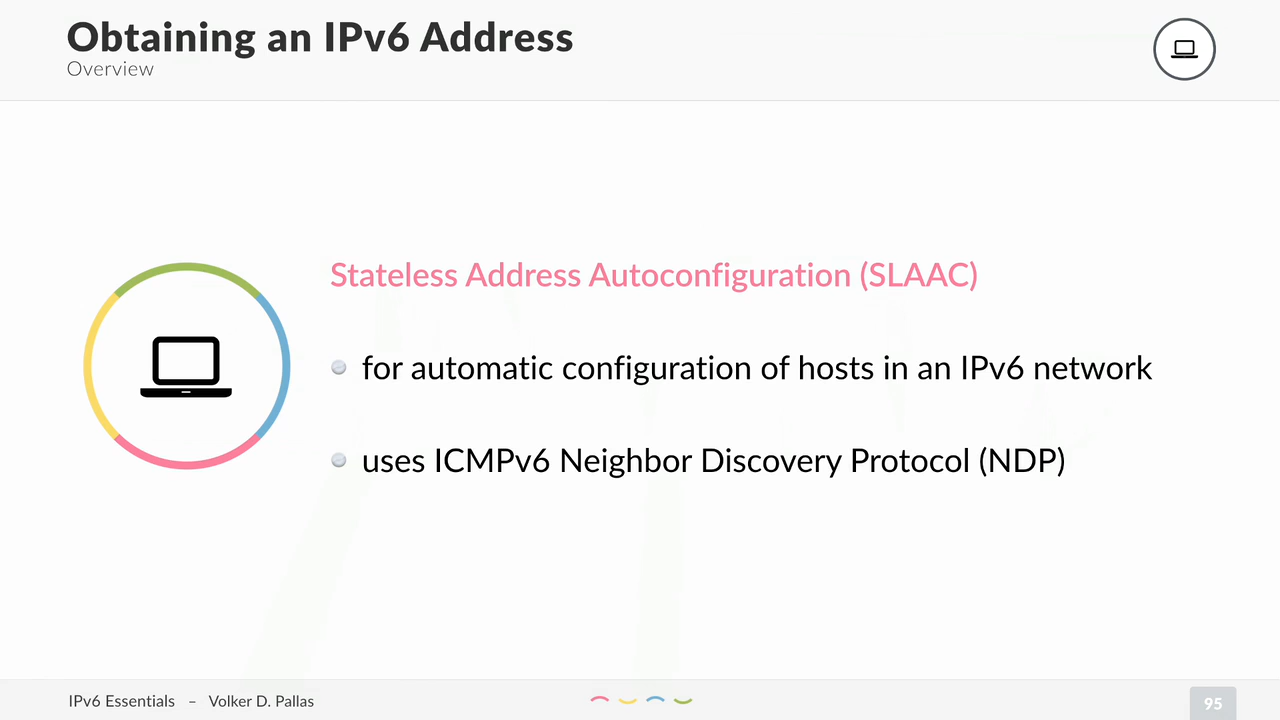 Obtaining an IPv6 Address
Overview
Stateless Address Autoconfiguration (SLAAC)
for automatic configuration of hosts in an IPv6 network
uses ICMPv6 Neighbor Discovery Protocol (NDP)
IPv6 Essentials – Volker D. Pallas
95